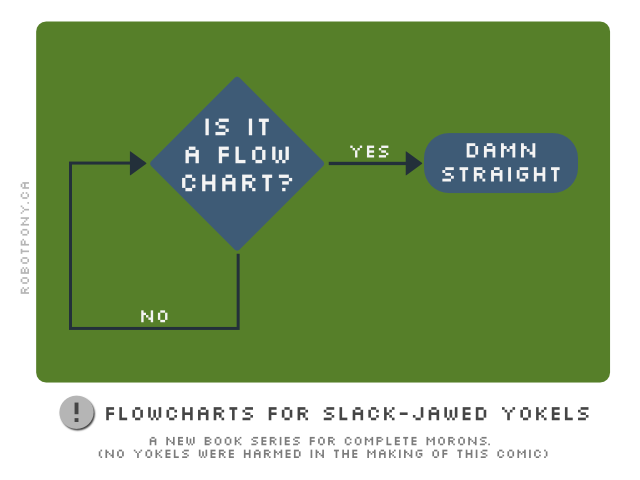 IS IT
A FLOW
CHART?
YES
DAMN
STRAIGHT
NO
ROBOTPONY.CA
! FLOWCHARTS FOR SLACK-JAWED YOKELS
A NEW BOOK SERIES FOR COMPLETE MORONS.
(NO YOKELS WERE HARMED IN THE MAKING OF THIS COMIC)